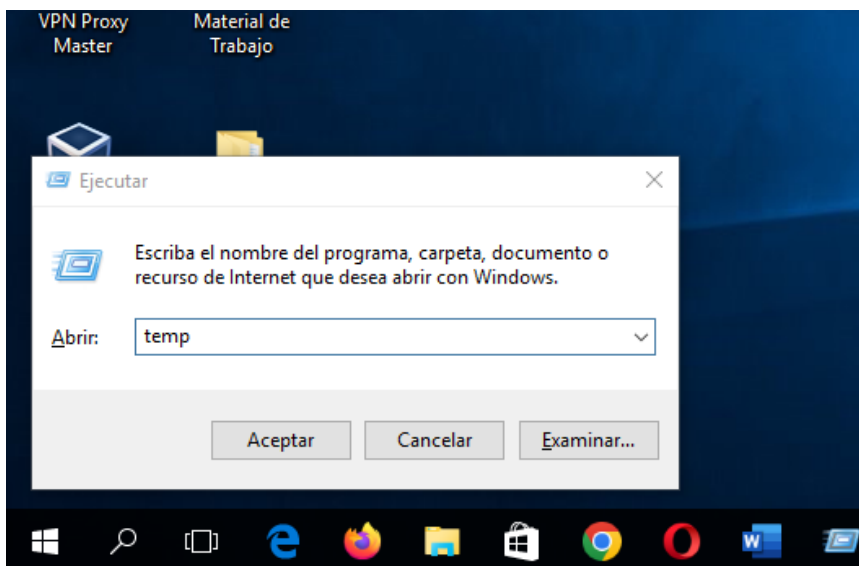 VPN Proxy
Master
Material de
Trabajo
Ejecutar
Escriba el nombre del programa, carpeta, documento o
recurso de Internet que desea abrir con Windows.
Abrir:
temp
Aceptar
Cancelar
Examinar...
W